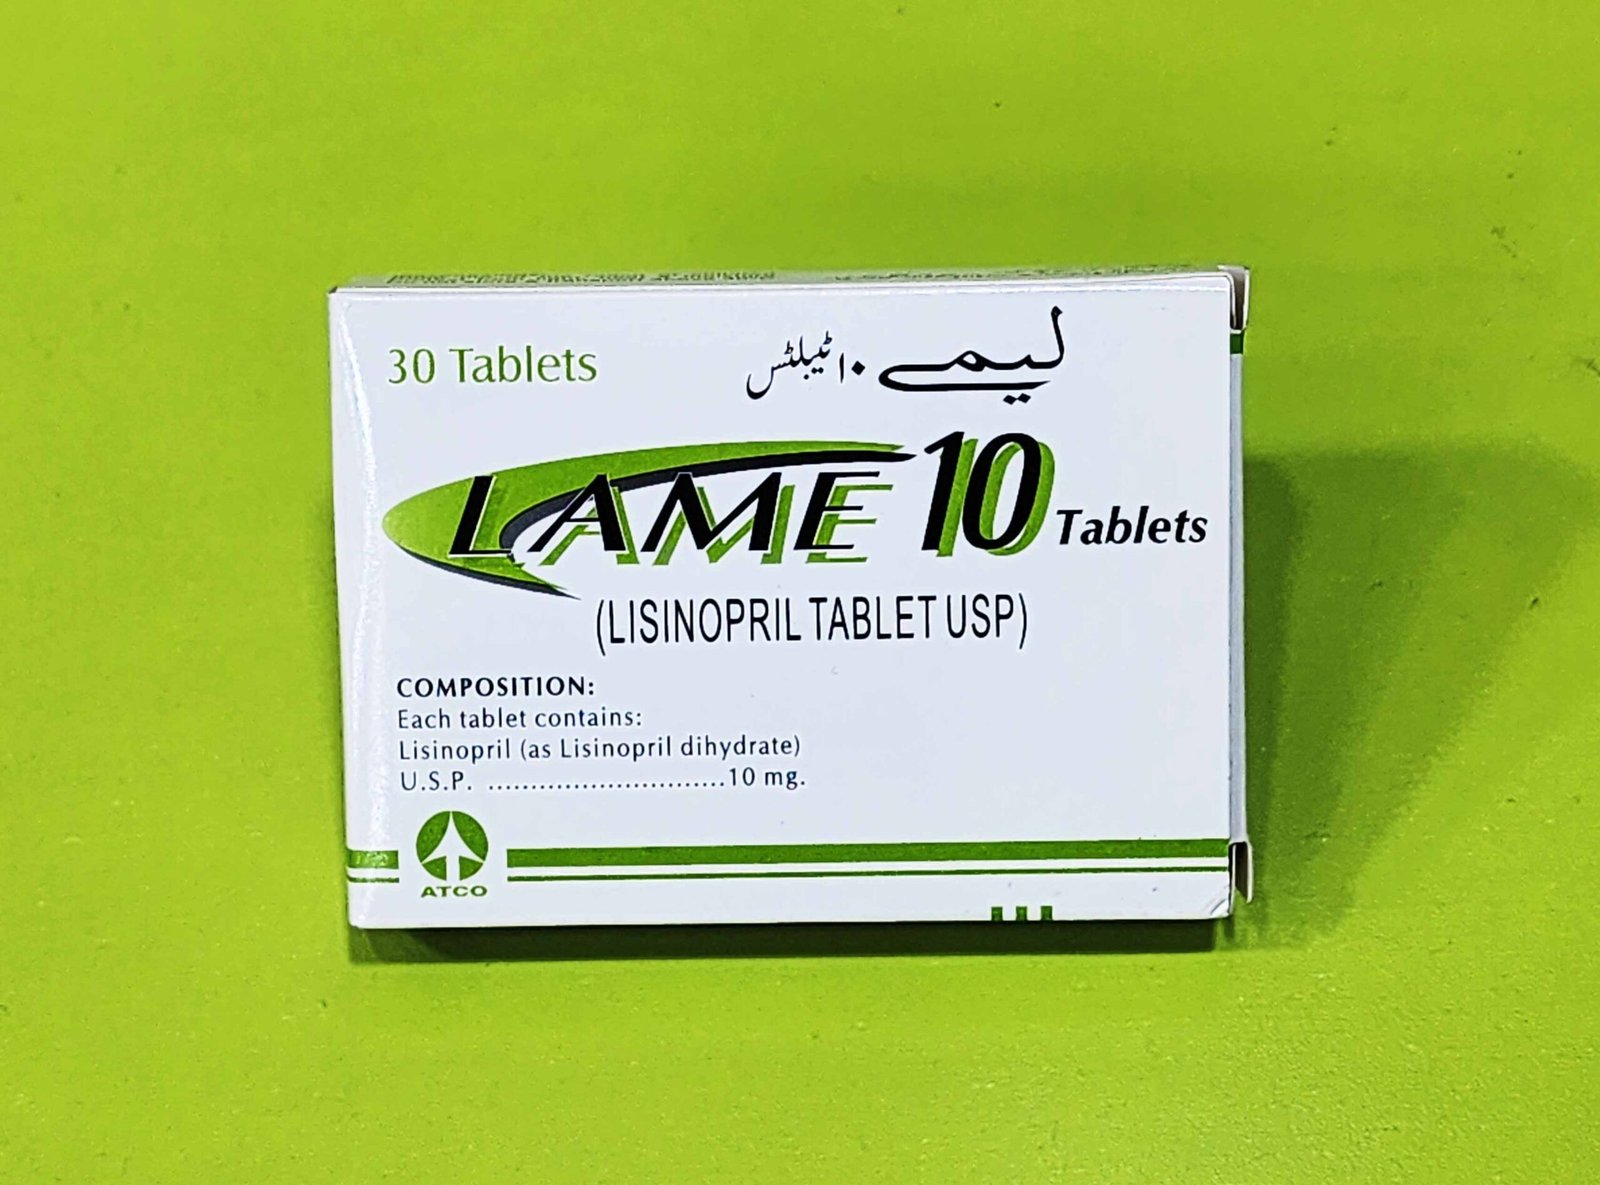 30 Tablets
لیمے ۱۰ ٹیبلٹس
LAME 10 Tablets
(LISINOPRIL TABLET USP)
COMPOSITION:
Each tablet contains:
Lisinopril (as Lisinopril dihydrate)
U.S.P. ............................10 mg.
ATCO